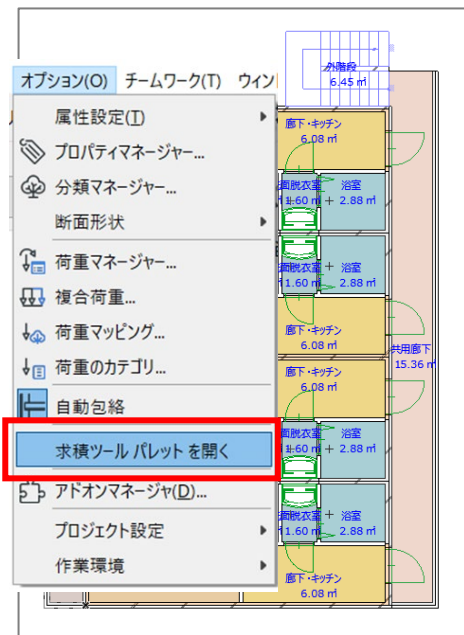 オプション(O) チームワーク(T) ウィン
属性設定(T)
プロパティマネージャー...
分類マネージャー...
断面形状
荷重マネージャー...
複合荷重...
荷重マッピング...
荷重のカテゴリ...
自動包絡
求積ツール パレット を開く
アドオンマネージャ(D)...
プロジェクト設定
作業環境
外階段
6.45 ㎡
廊下・キッチン
6.08 ㎡
面脱衣室 浴室
1.60 ㎡ 2.88 ㎡
面脱衣室 浴室
1.60 ㎡ 2.88 ㎡
廊下・キッチン
6.08 ㎡
共用廊下
15.36 ㎡
廊下・キッチン
6.08 ㎡
面脱衣室 浴室
1.60 ㎡ 2.88 ㎡
面脱衣室 浴室
1.60 ㎡ 2.88 ㎡
廊下・キッチン
6.08 ㎡